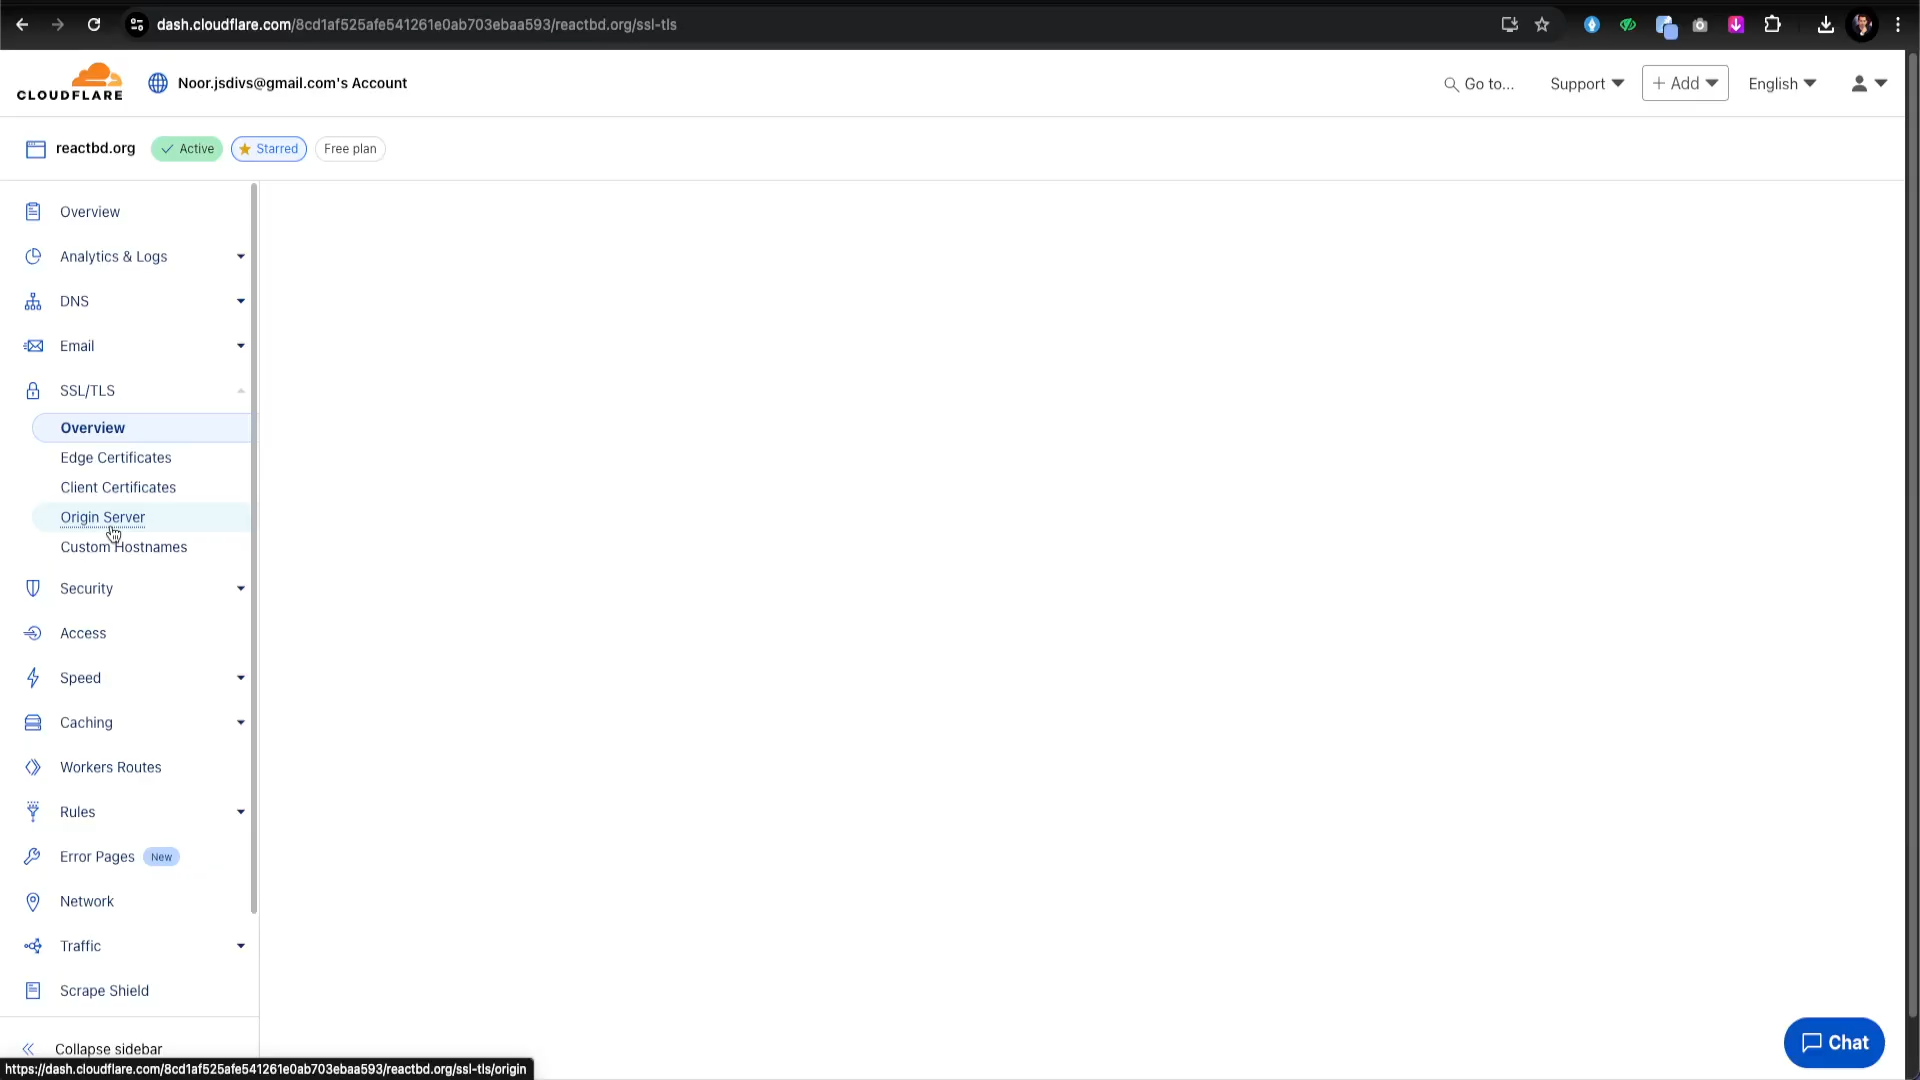 dash.cloudflare.com/8cd1af525afe541261e0ab703ebaa593/reactbd.org/ssl-tls
CLOUDFLARE
Noor.jsdivs@gmail.com's Account
Go to...
Support
+ Add
English
reactbd.org
Active
Starred
Free plan
Overview
Analytics & Logs
DNS
Email
SSL/TLS
Overview
Edge Certificates
Client Certificates
Origin Server
Custom Hostnames
Security
Access
Speed
Caching
Workers Routes
Rules
Error Pages New
Network
Traffic
Scrape Shield
Collapse sidebar
Chat
https://dash.cloudflare.com/8cd1af525afe541261e0ab703ebaa593/reactbd.org/ssl-tls/origin